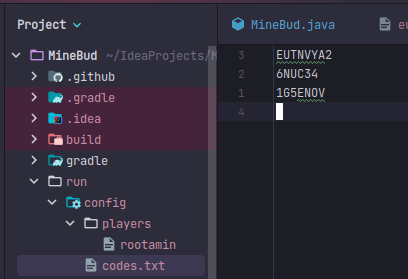 Project
MineBud ~/IdeaProjects/M
.github
.gradle
.idea
build
gradle
run
config
players
rootamin
codes.txt
MineBud.java
eu
3 EUTNVYA2
2 6NUC34
1 1G5ENOV
4